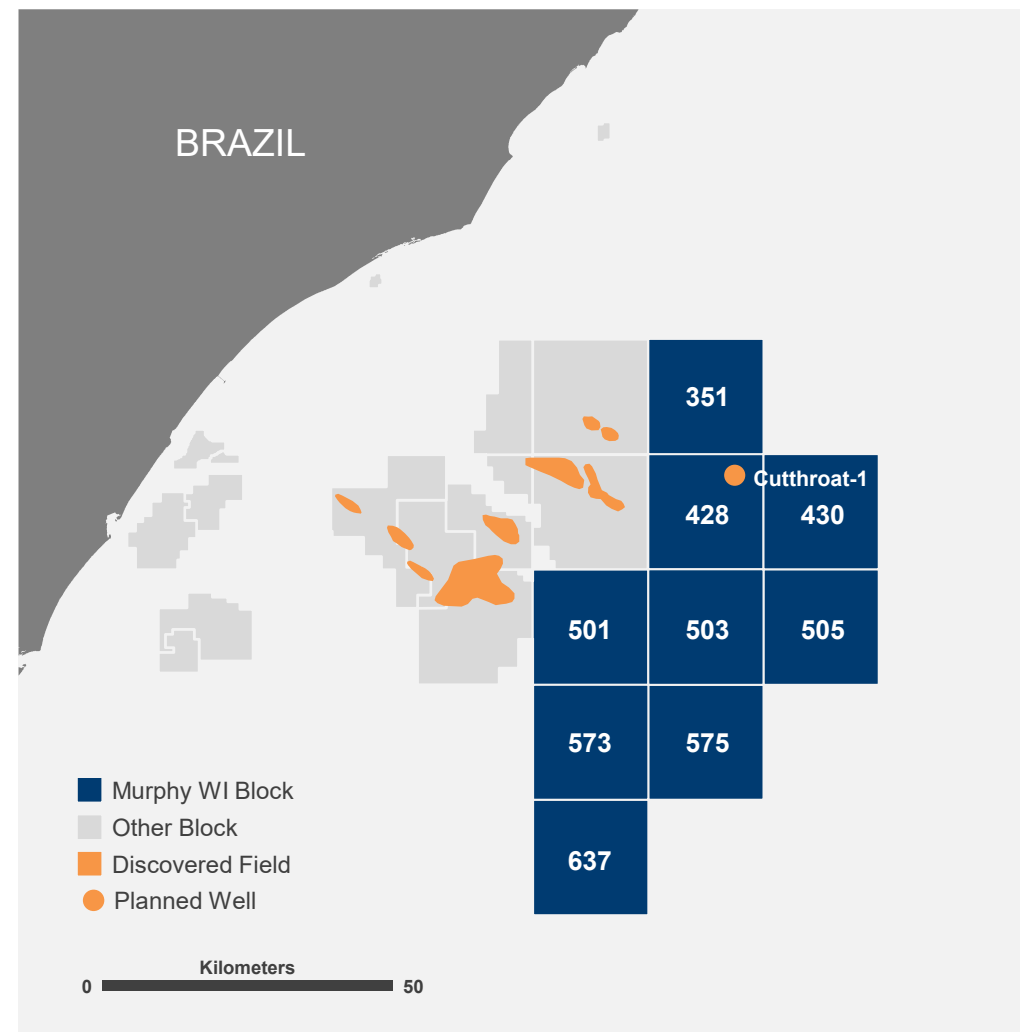 BRAZIL
351
Cutthroat-1
428
430
501
503
505
573
575
637
Murphy WI Block
Other Block
Discovered Field
Planned Well
Kilometers
0
50